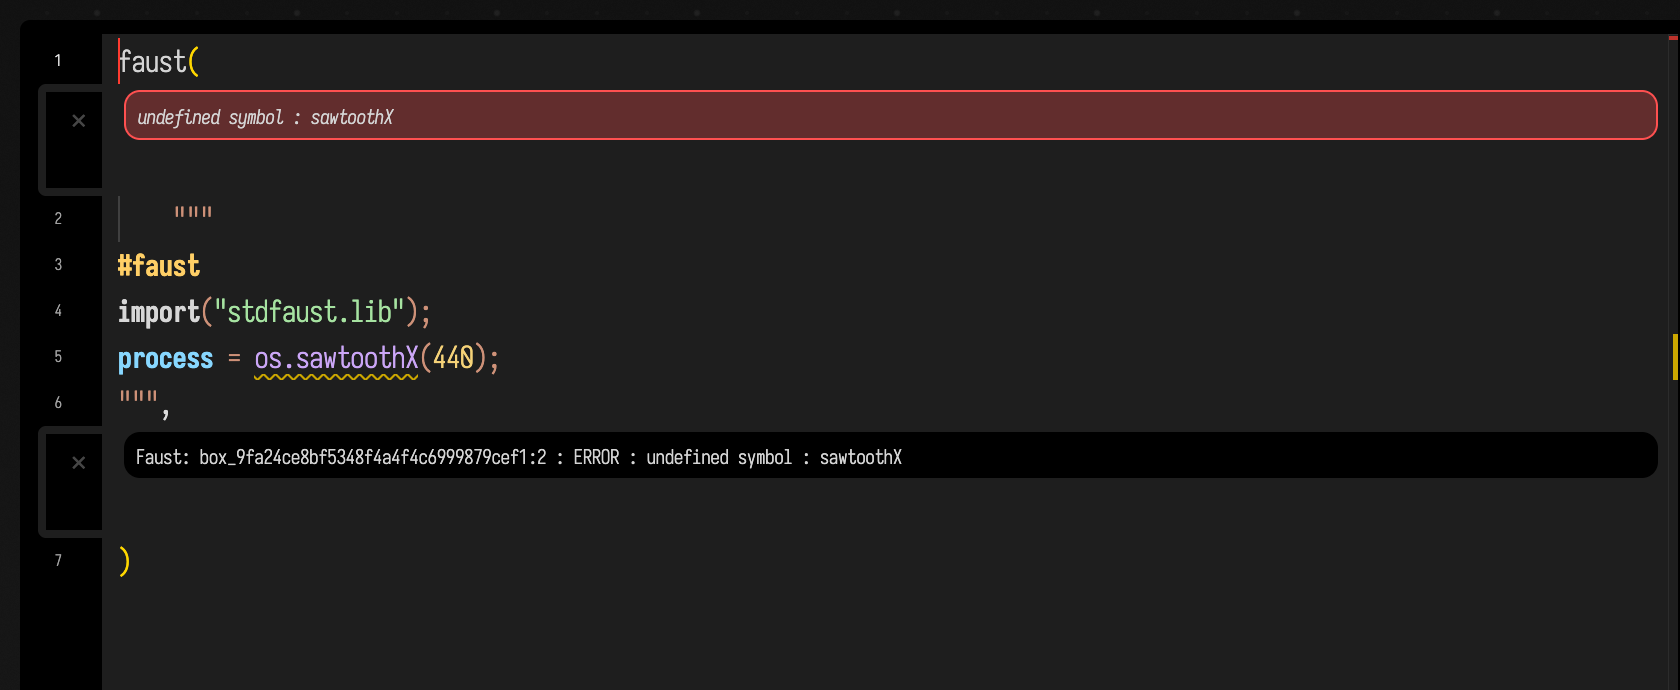 1 faust(
× undefined symbol : sawtoothX
2 """
3 #faust
4 import("stdfaust.lib");
5 process = os.sawtoothX(440);
6 """,
× Faust: box_9fa24ce8bf5348f4a4f4c6999879cef1:2 : ERROR : undefined symbol : sawtoothX
7 )